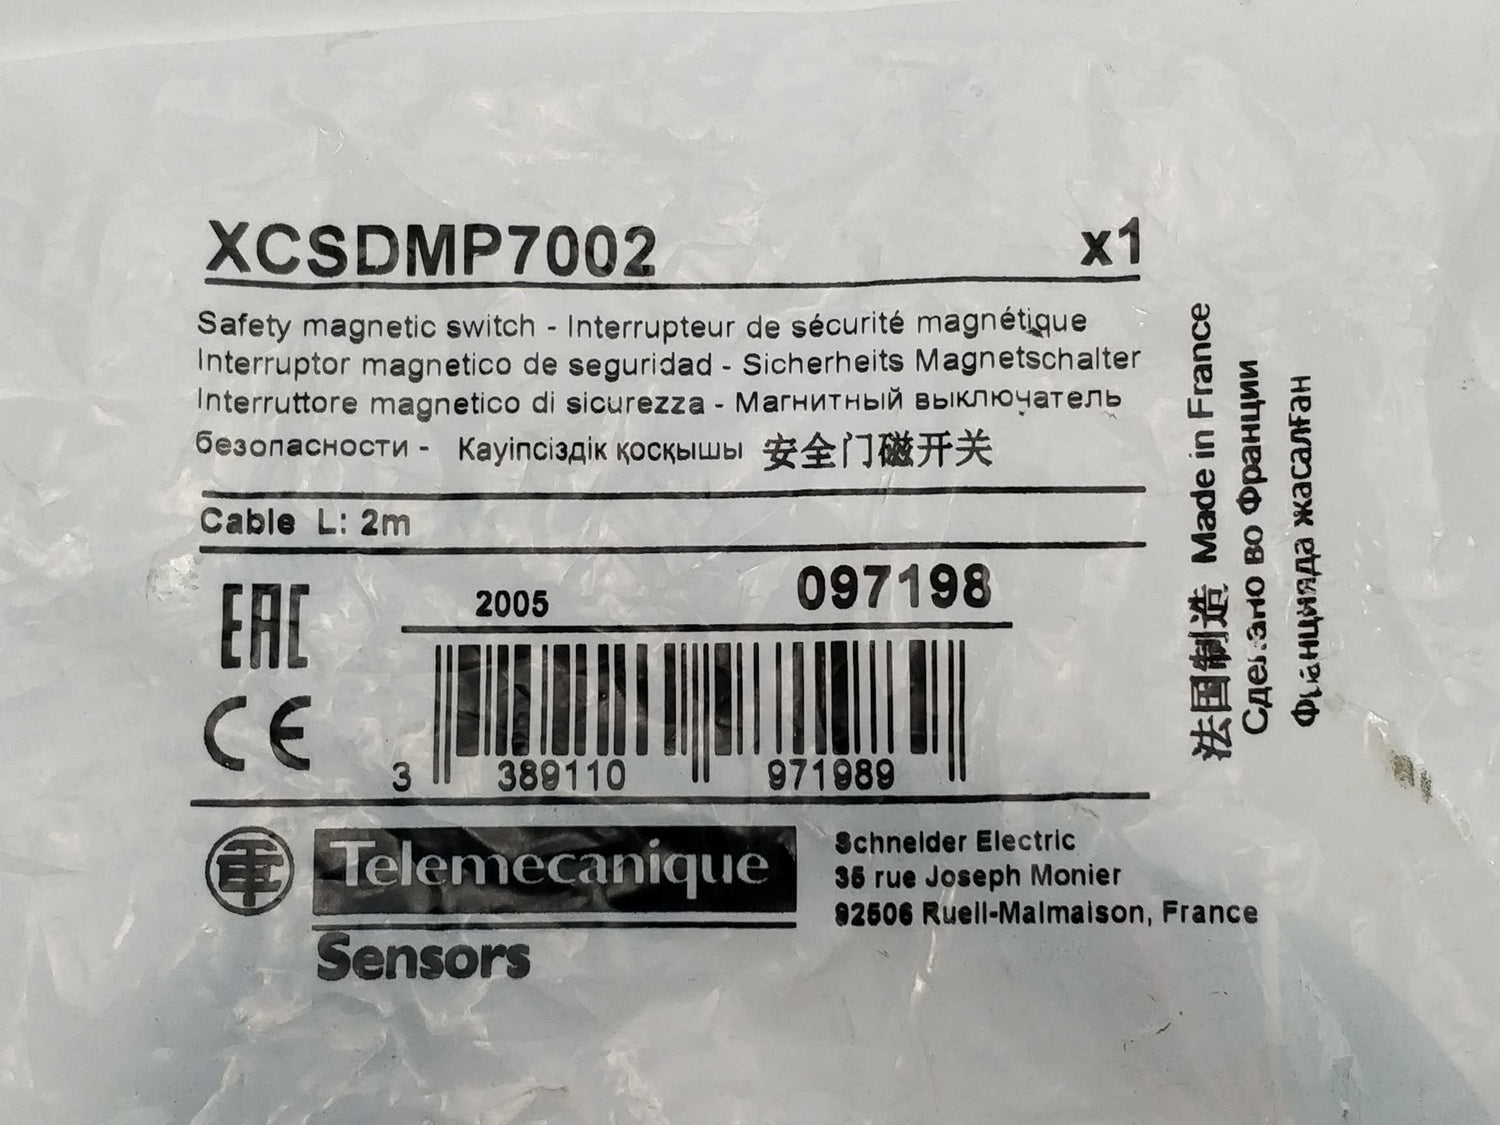 XCSDMP7002 x1
Safety magnetic switch - Interrupteur de sécurité magnétique
Interruptor magnetico de seguridad - Sicherheits Magnetschalter
Interruttore magnetico di sicurezza - Магнитный выключатель
безопасности - Кауіпсіздік қосқышы 安全门磁开关
Cable L: 2m
EAC
2005 097198
CE
3 389110 971989
Telemecanique
Sensors
Schneider Electric
35 rue Joseph Monier
92506 Rueil-Malmaison, France
法国制造 Made in France
Сделано во Франции
Францияда жасалған